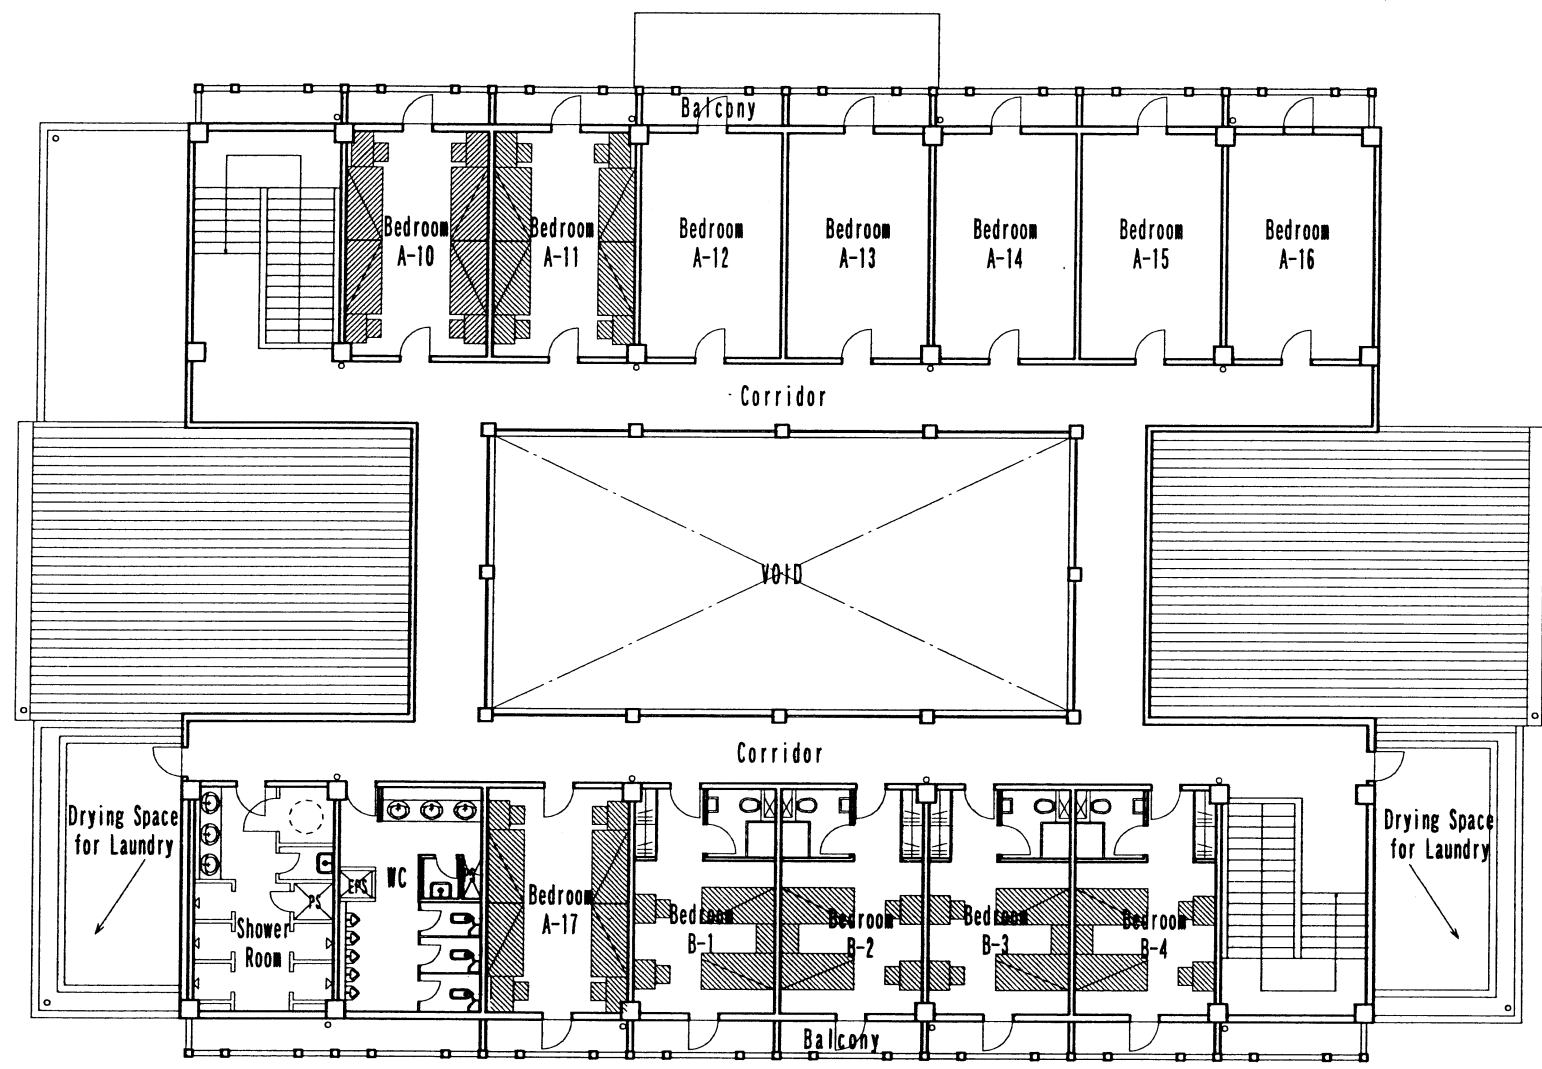 Balcony
Bedroom
A-10
Bedroom
A-11
Bedroom
A-12
Bedroom
A-13
Bedroom
A-14
Bedroom
A-15
Bedroom
A-16
Corridor
VOID
Corridor
Drying Space
for Laundry
Shower
Room
PS
EPS
WC
Bedroom
A-17
Bedroom
B-1
Bedroom
B-2
Bedroom
B-3
Bedroom
B-4
Drying Space
for Laundry
Balcony